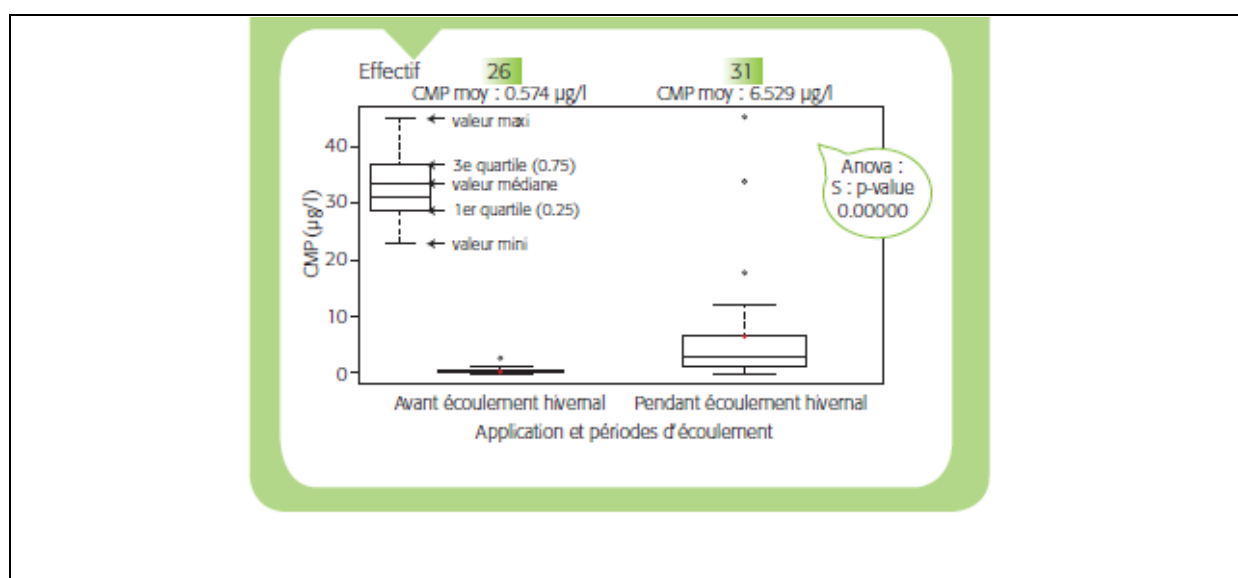 Effectif 26 31
CMP moy : 0.574 µg/l CMP moy : 6.529 µg/l
valeur maxi
40
3e quartile (0.75)
valeur médiane
30
1er quartile (0.25)
valeur mini
20
10
0
CMP (µg/l)
Anova :
S : p-value
0.00000
Avant écoulement hivernal Pendant écoulement hivernal
Application et périodes d'écoulement